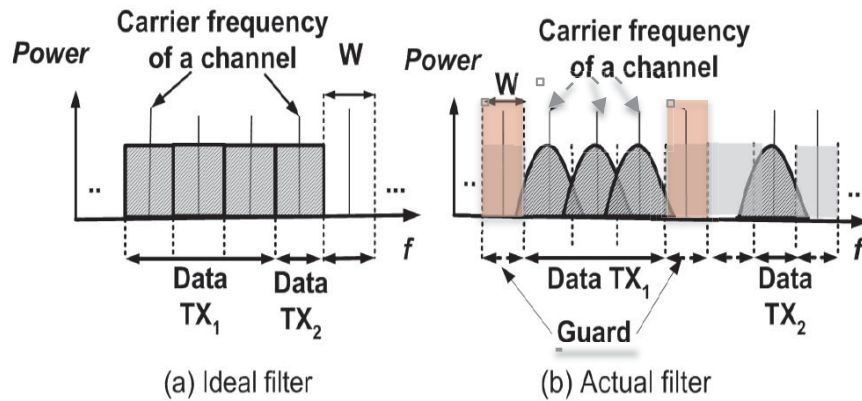 Carrier frequency
of a channel
Power
W
..
...
f
Data
TX₁
Data
TX₂
(a) Ideal filter
Carrier frequency
of a channel
Power
W
..
...
f
Data TX₁
Data
TX₂
Guard
(b) Actual filter